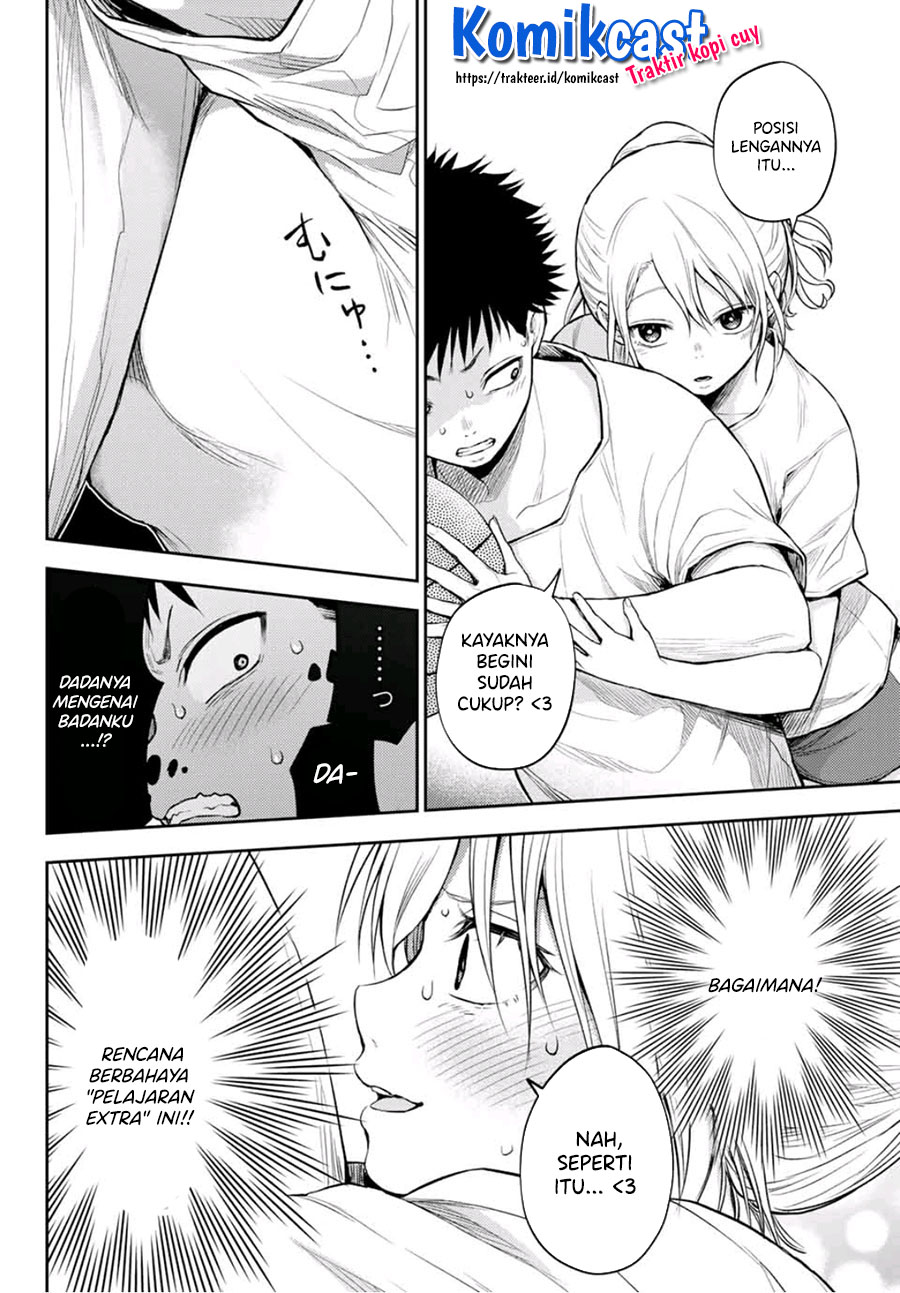 Komikcast
https://trakteer.id/komikcast
Traktir kopi cuy
POSISI
LENGANNYA
ITU...
KAYAKNYA
BEGINI
SUDAH
CUKUP? <3
むにゅ……
……っ
DA-
DADANYA
MENGENAI
BADANKU
....!?
BAGAIMANA!
NAH,
SEPERTI
ITU... <3
RENCANA
BERBAHAYA
"PELAJARAN
EXTRA" INI!!